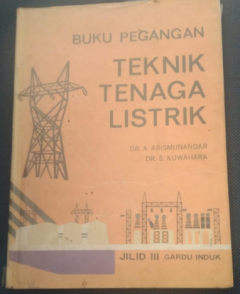 BUKU PEGANGAN
TEKNIK
TENAGA
LISTRIK
DR. A. ARISMUNANDAR
DR. S. KUWAHARA
JILID III GARDU INDUK